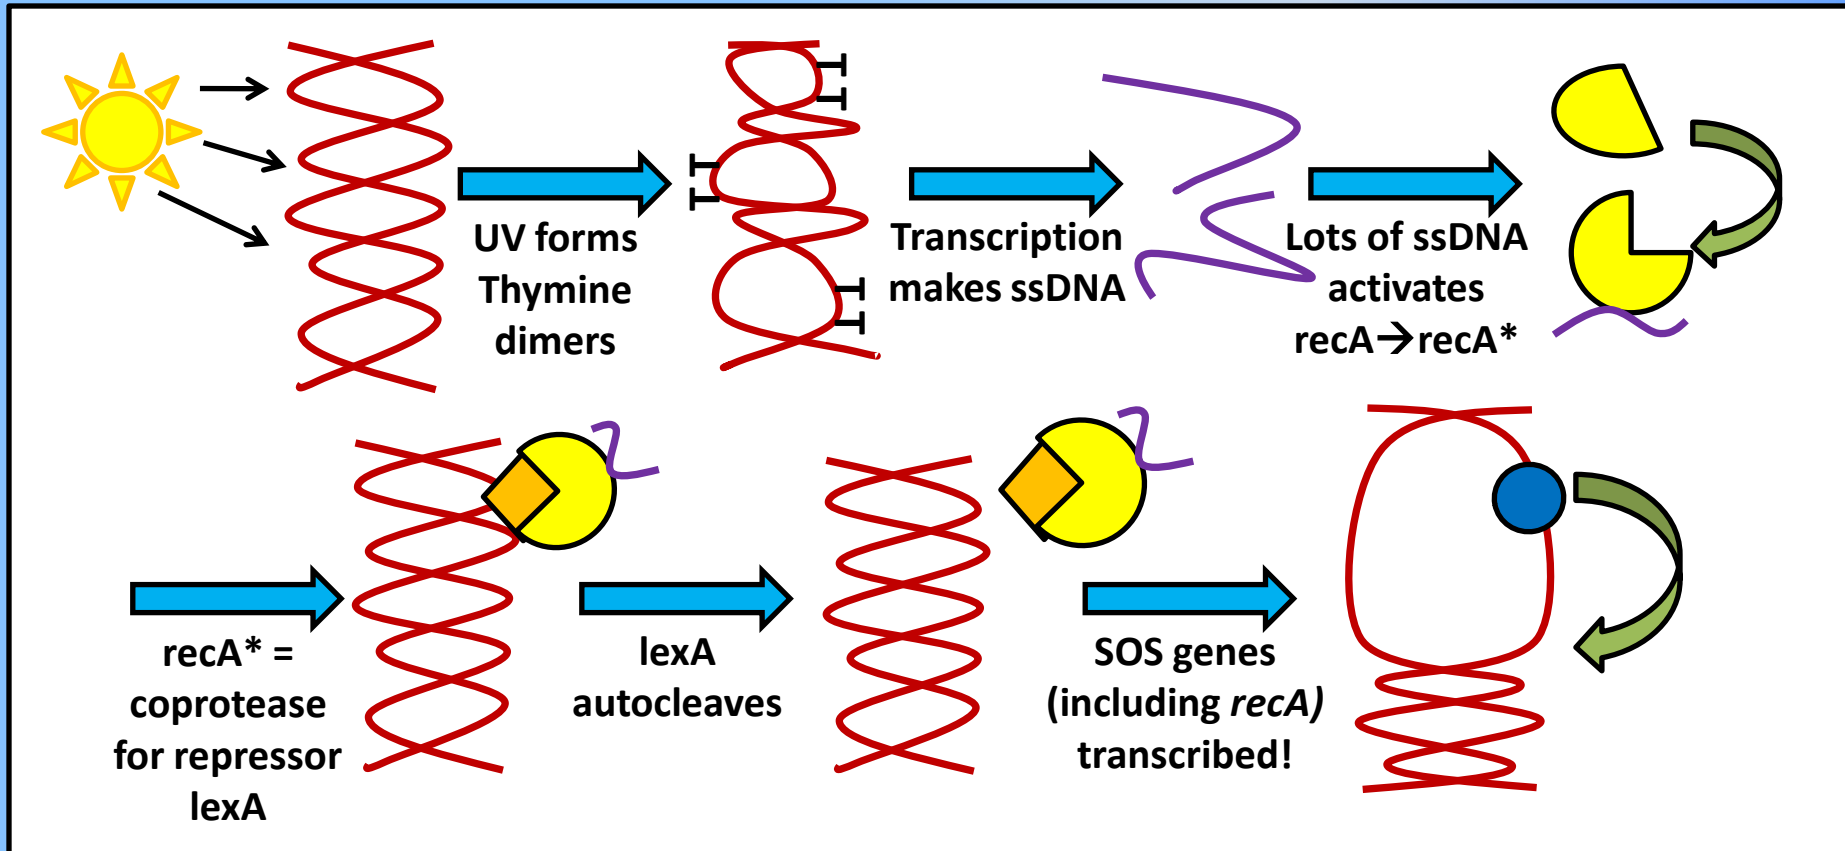 UV forms
Thymine
dimers
Transcription
makes ssDNA
Lots of ssDNA
activates
recA→recA*
recA* =
coprotease
for repressor
lexA
lexA
autocleaves
SOS genes
(including recA)
transcribed!